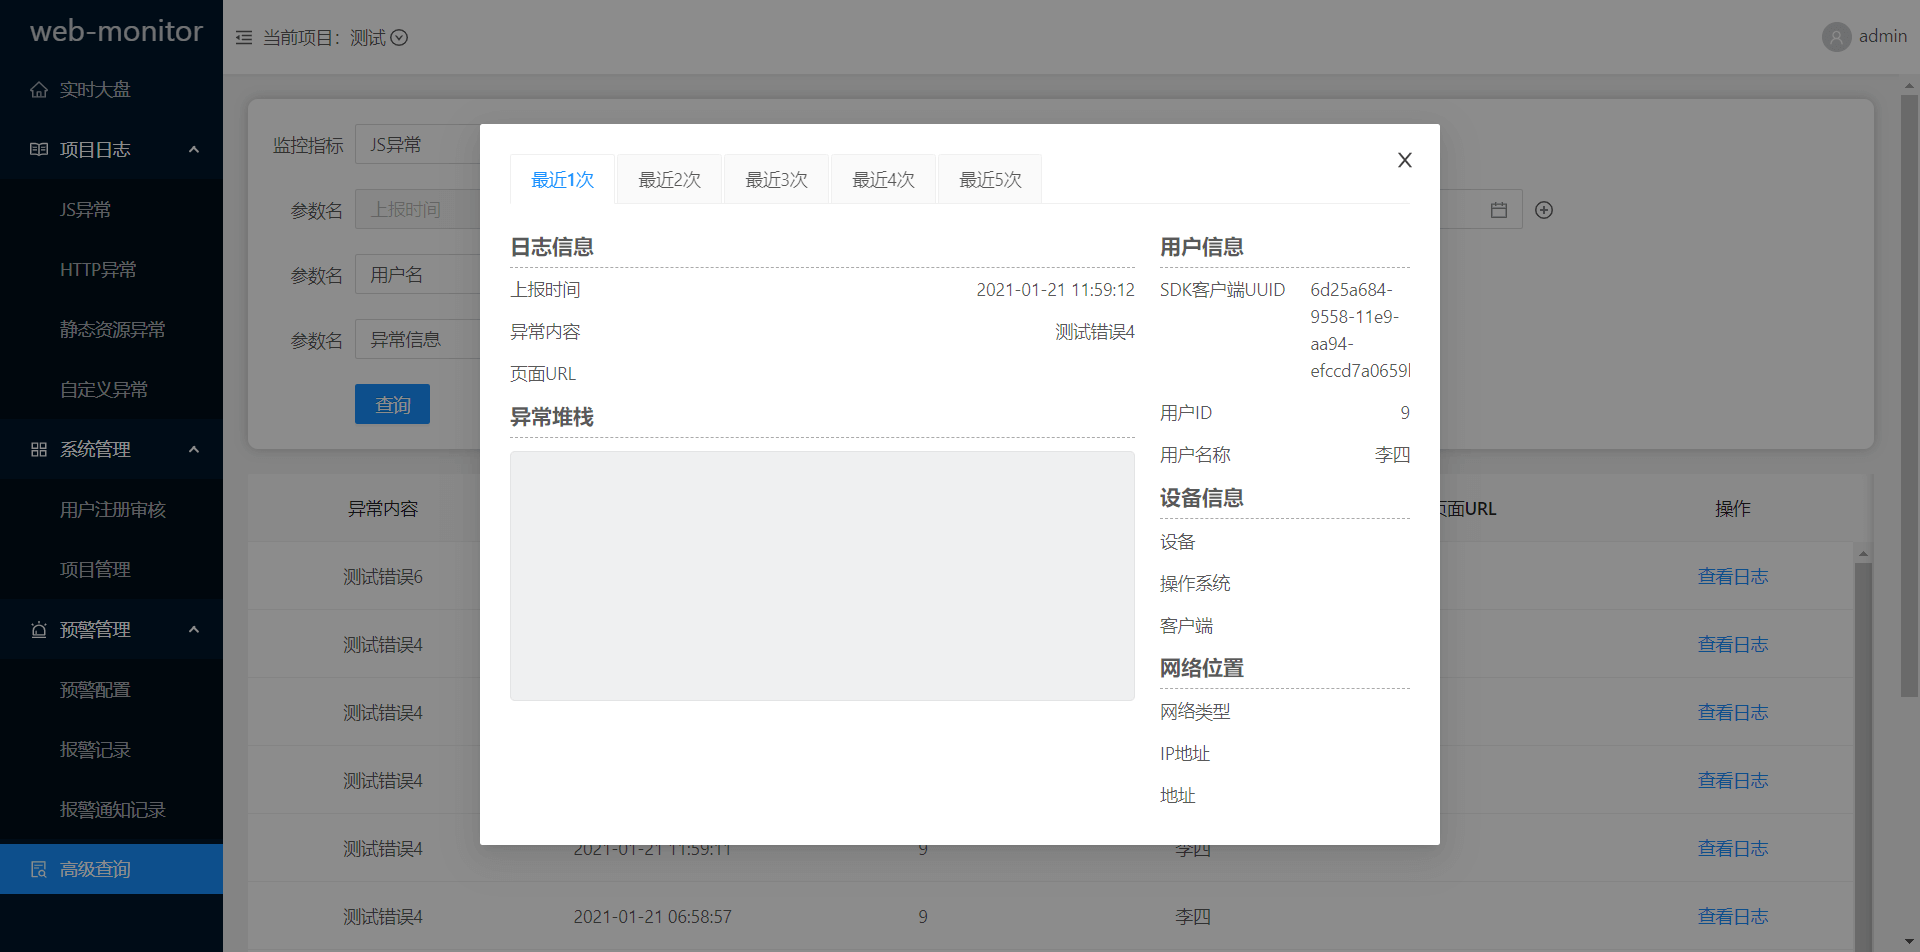 web-monitor
当前项目：测试
admin
实时大盘
项目日志
JS异常
HTTP异常
静态资源异常
自定义异常
系统管理
用户注册审核
项目管理
预警管理
预警配置
报警记录
报警通知记录
高级查询
监控指标 JS异常
参数名 上报时间
参数名 用户名
参数名 异常信息
查询
最近1次 最近2次 最近3次 最近4次 最近5次
日志信息
上报时间 2021-01-21 11:59:12
异常内容 测试错误4
页面URL
异常堆栈
用户信息
SDK客户端UUID 6d25a684-
9558-11e9-
aa94-
efccd7a0659
用户ID 9
用户名称 李四
设备信息
设备
操作系统
客户端
网络位置
网络类型
IP地址
地址
异常内容 页面URL 操作
测试错误6 查看日志
测试错误4 查看日志
测试错误4 查看日志
测试错误4 查看日志
测试错误4 2021-01-21 11:59:11 9 李四 查看日志
测试错误4 2021-01-21 06:58:57 9 李四 查看日志